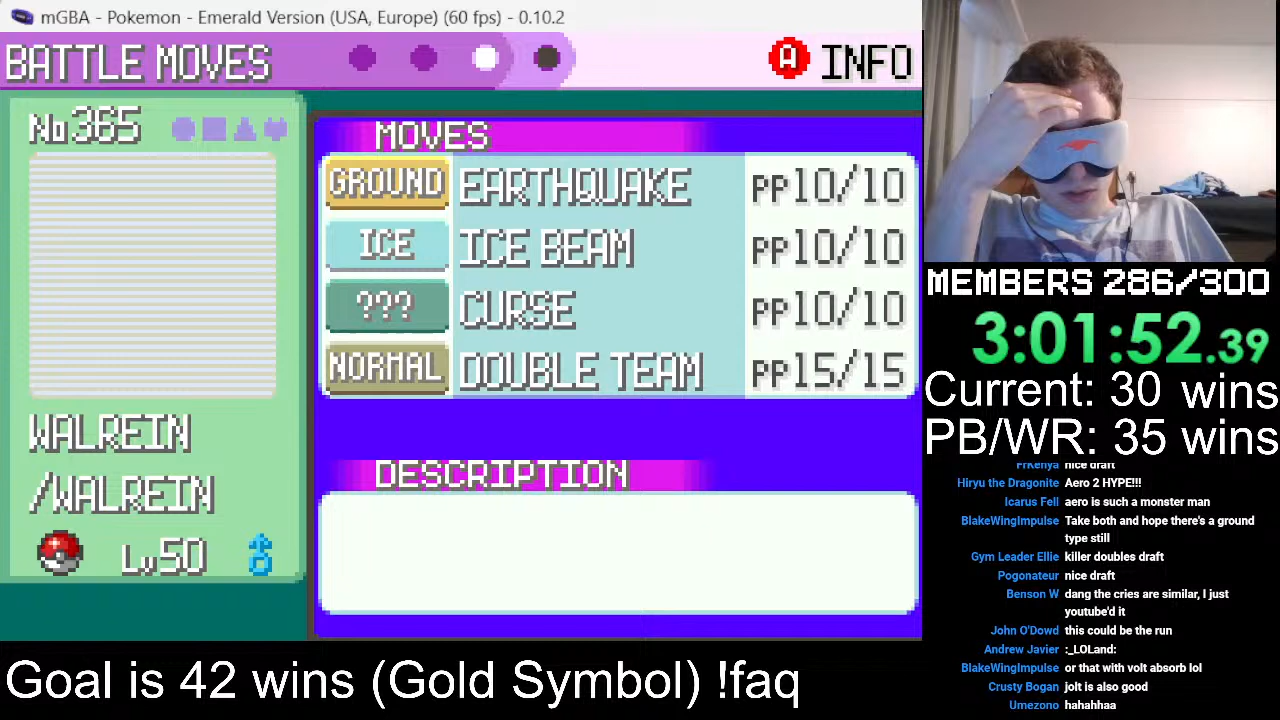 mGBA - Pokemon - Emerald Version (USA, Europe) (60 fps) - 0.10.2
BATTLE MOVES
A INFO
No365
MOVES
GROUND EARTHQUAKE PP10/10
ICE ICE BEAM PP10/10
??? CURSE PP10/10
NORMAL DOUBLE TEAM PP15/15
WALREIN
/WALREIN
Lv50 ♂
DESCRIPTION
MEMBERS 286/300
3:01:52.39
Current: 30 wins
PB/WR: 35 wins
FrKenya nice draft
Hiryu the Dragonite Aero 2 HYPE!!!
Icarus Fell aero is such a monster man
BlakeWingImpulse Take both and hope there's a ground
type still
Gym Leader Ellie killer doubles draft
Pogonateur nice draft
Benson W dang the cries are similar, I just
youtube'd it
John O'Dowd this could be the run
Andrew Javier :_LOLand:
BlakeWingImpulse or that with volt absorb lol
Crusty Bogan jolt is also good
Umezono hahahhaa
Goal is 42 wins (Gold Symbol) !faq